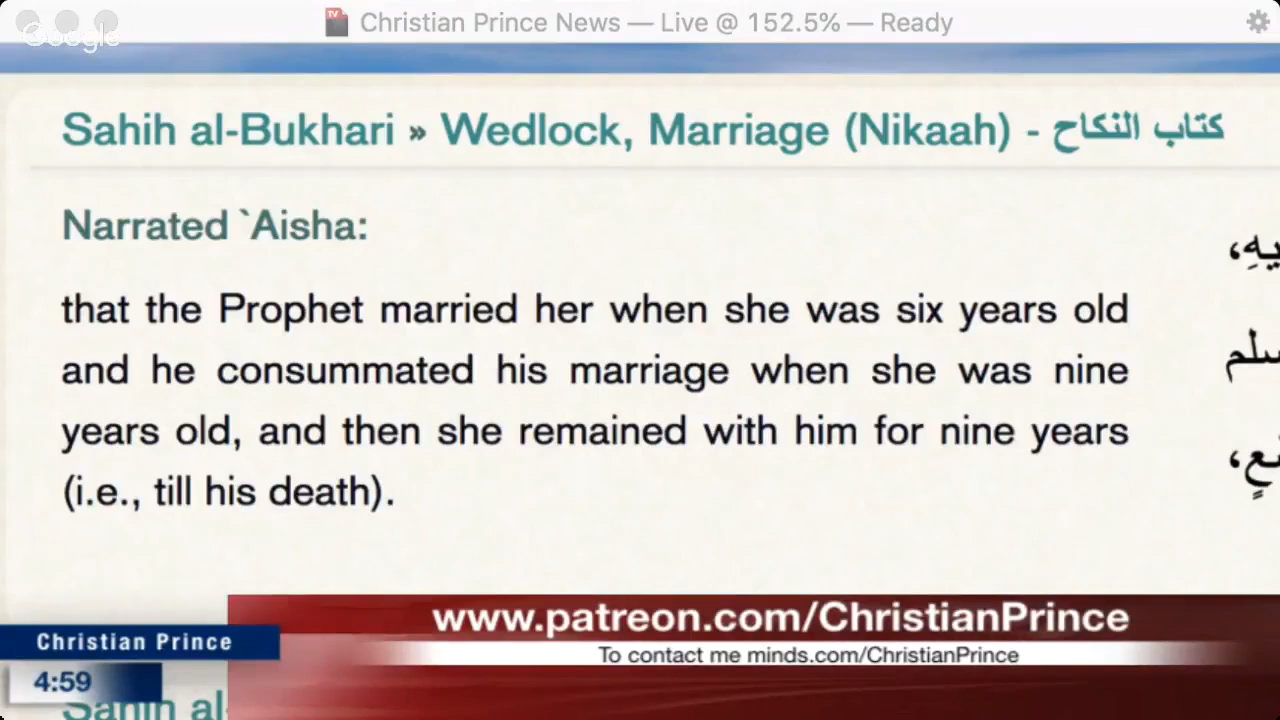 Christian Prince News — Live @ 152.5% — Ready
Google
Sahih al-Bukhari » Wedlock, Marriage (Nikaah) - كتاب النكاح
Narrated `Aisha:
that the Prophet married her when she was six years old
and he consummated his marriage when she was nine
years old, and then she remained with him for nine years
(i.e., till his death).
www.patreon.com/ChristianPrince
To contact me minds.com/ChristianPrince
Christian Prince
4:59
Sahih al-